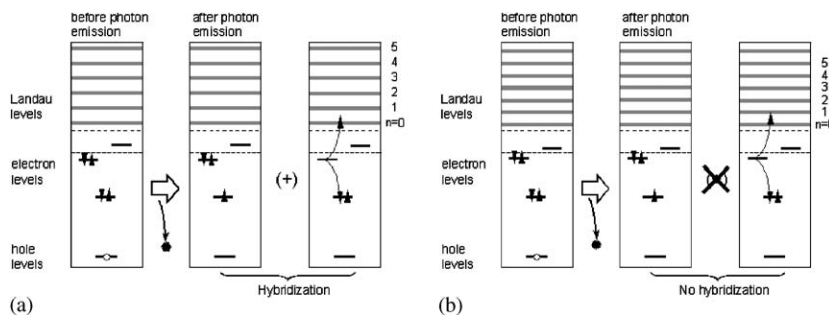 before photon
emission
after photon
emission
Landau
levels
electron
levels
hole
levels
5
4
3
2
1
n=0
(+)
Hybridization
(a)
before photon
emission
after photon
emission
Landau
levels
electron
levels
hole
levels
5
4
3
2
1
No hybridization
(b)